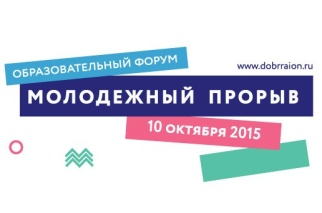 www.dobrraion.ru
ОБРАЗОВАТЕЛЬНЫЙ ФОРУМ
МОЛОДЕЖНЫЙ ПРОРЫВ
10 ОКТЯБРЯ 2015